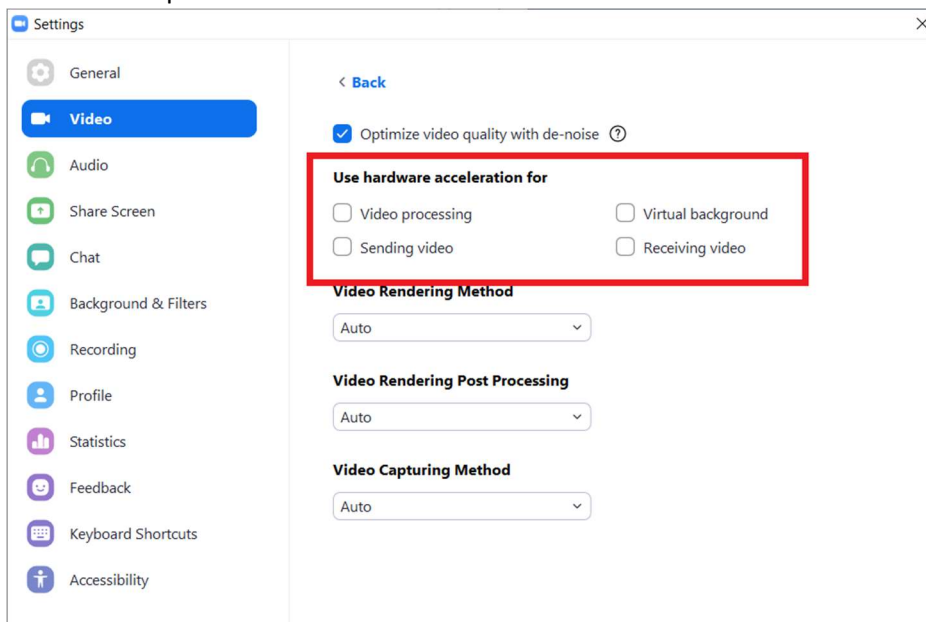 Settings
General
Video
Audio
Share Screen
Chat
Background & Filters
Recording
Profile
Statistics
Feedback
Keyboard Shortcuts
Accessibility
< Back
Optimize video quality with de-noise
Use hardware acceleration for
Video processing Virtual background
Sending video Receiving video
Video Rendering Method
Auto
Video Rendering Post Processing
Auto
Video Capturing Method
Auto